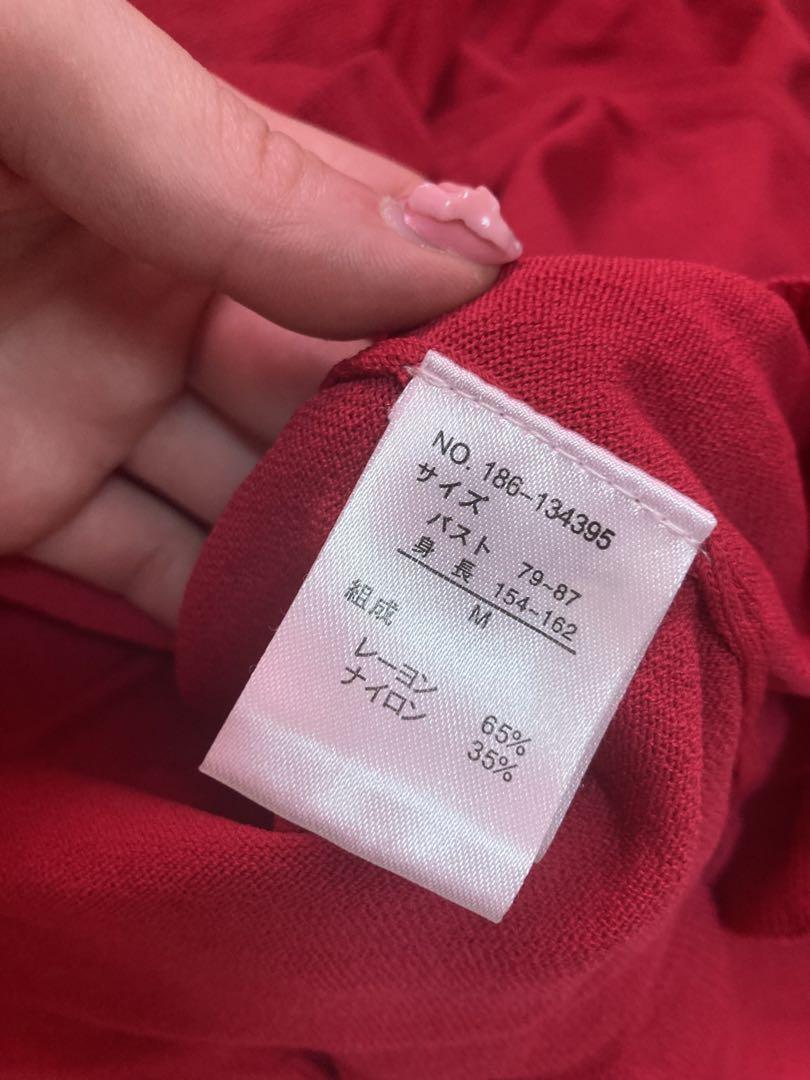 NO. 186-134395
サイズ
バスト 79-87
身長 154-162
M
組成
レーヨン 65%
ナイロン 35%